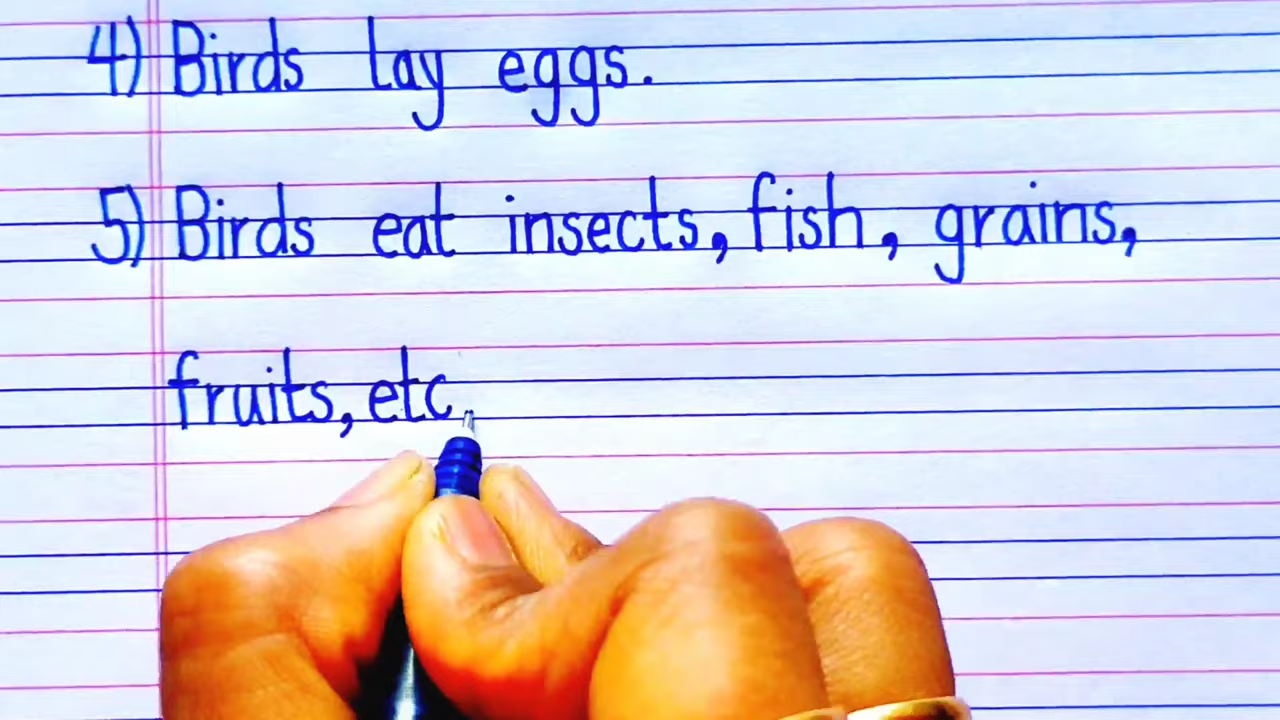 4) Birds lay eggs.
5) Birds eat insects, fish, grains,
fruits, etc.